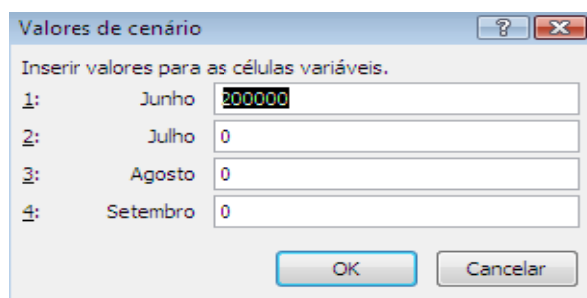 Valores de cenário
Inserir valores para as células variáveis.
1: Junho 200000
2: Julho 0
3: Agosto 0
4: Setembro 0
OK Cancelar